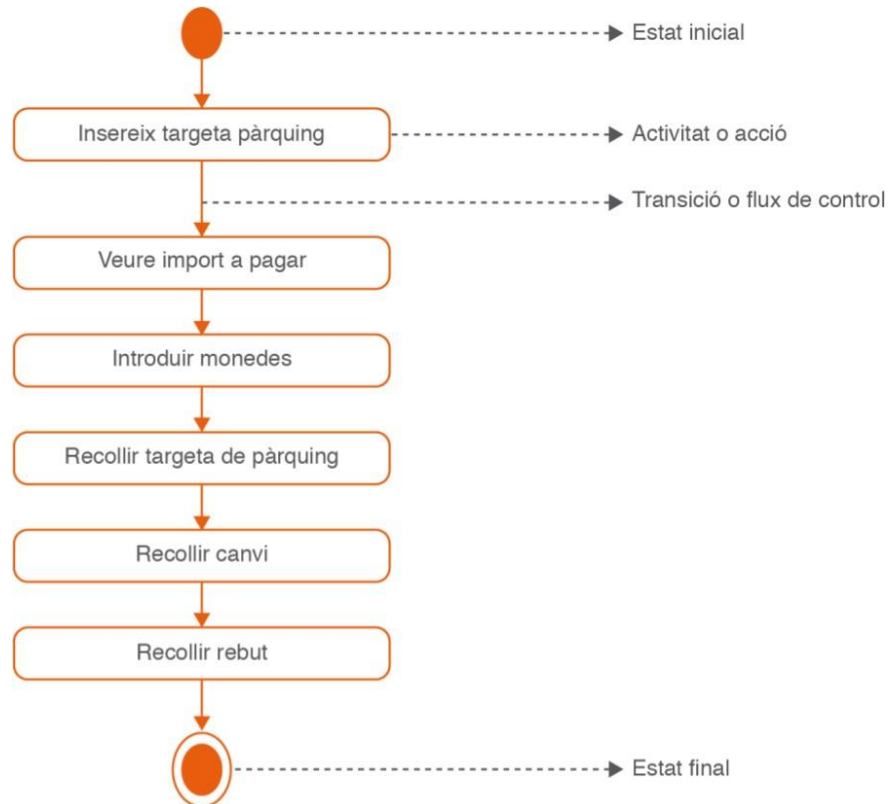 Estat inicial
Insereix targeta pàrquing
Activitat o acció
Transició o flux de control
Veure import a pagar
Introduir monedes
Recollir targeta de pàrquing
Recollir canvi
Recollir rebut
Estat final